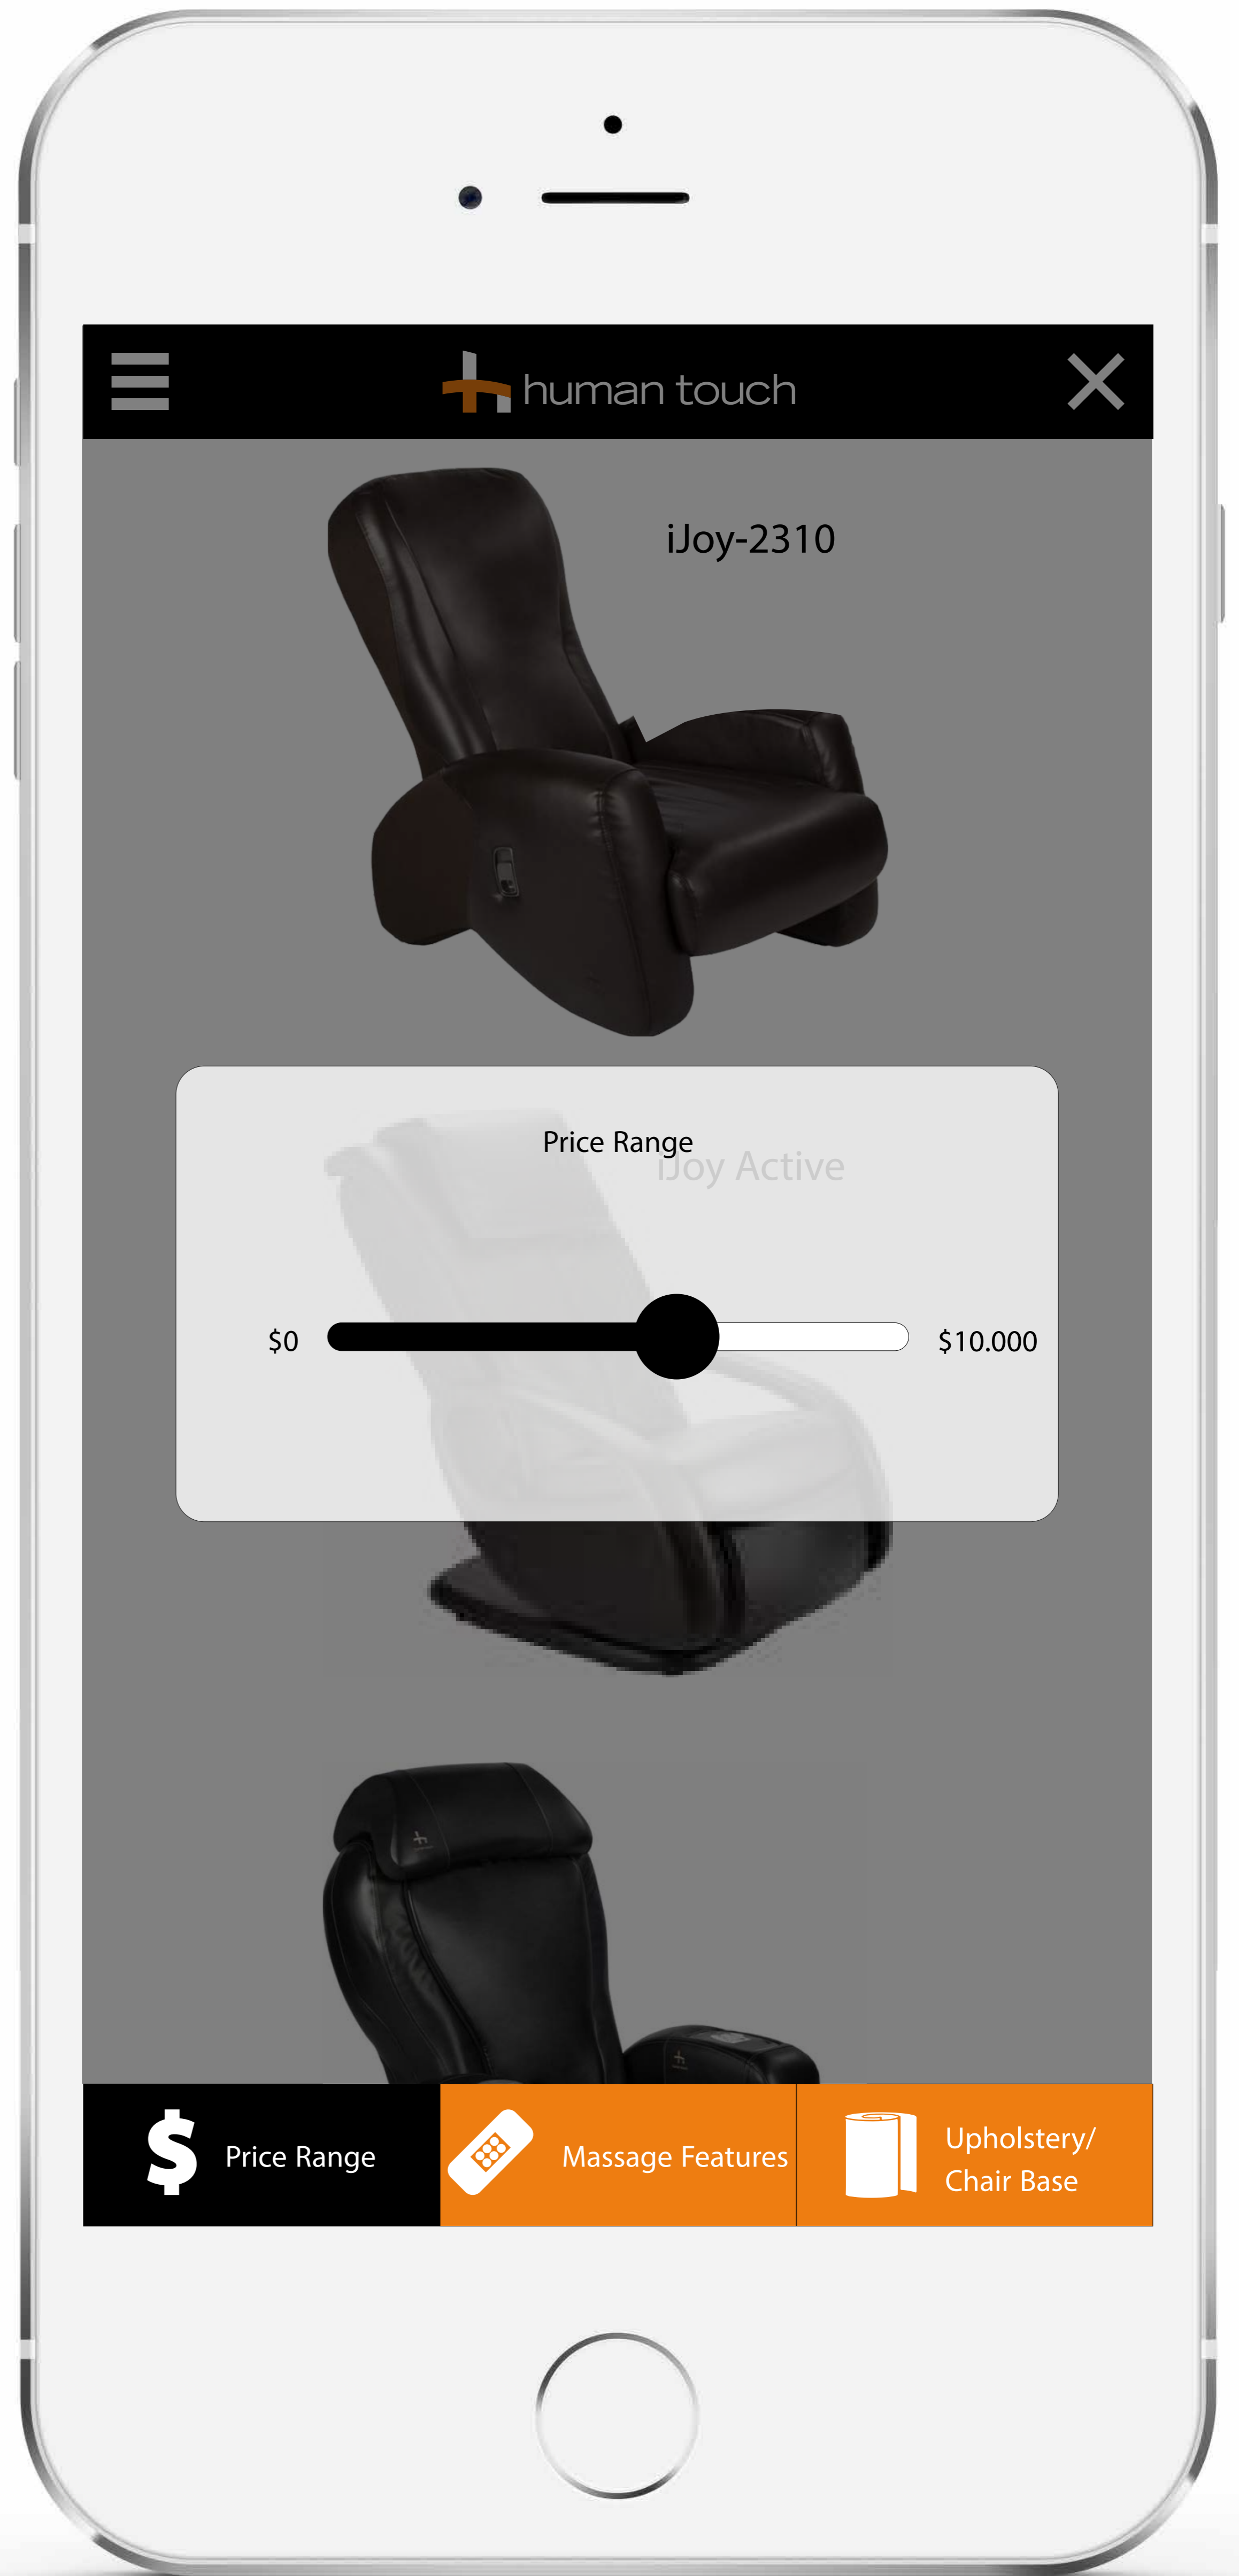 human touch
iJoy-2310
Price Range
iJoy Active
$0
$10.000
Price Range
Massage Features
Upholstery/
Chair Base